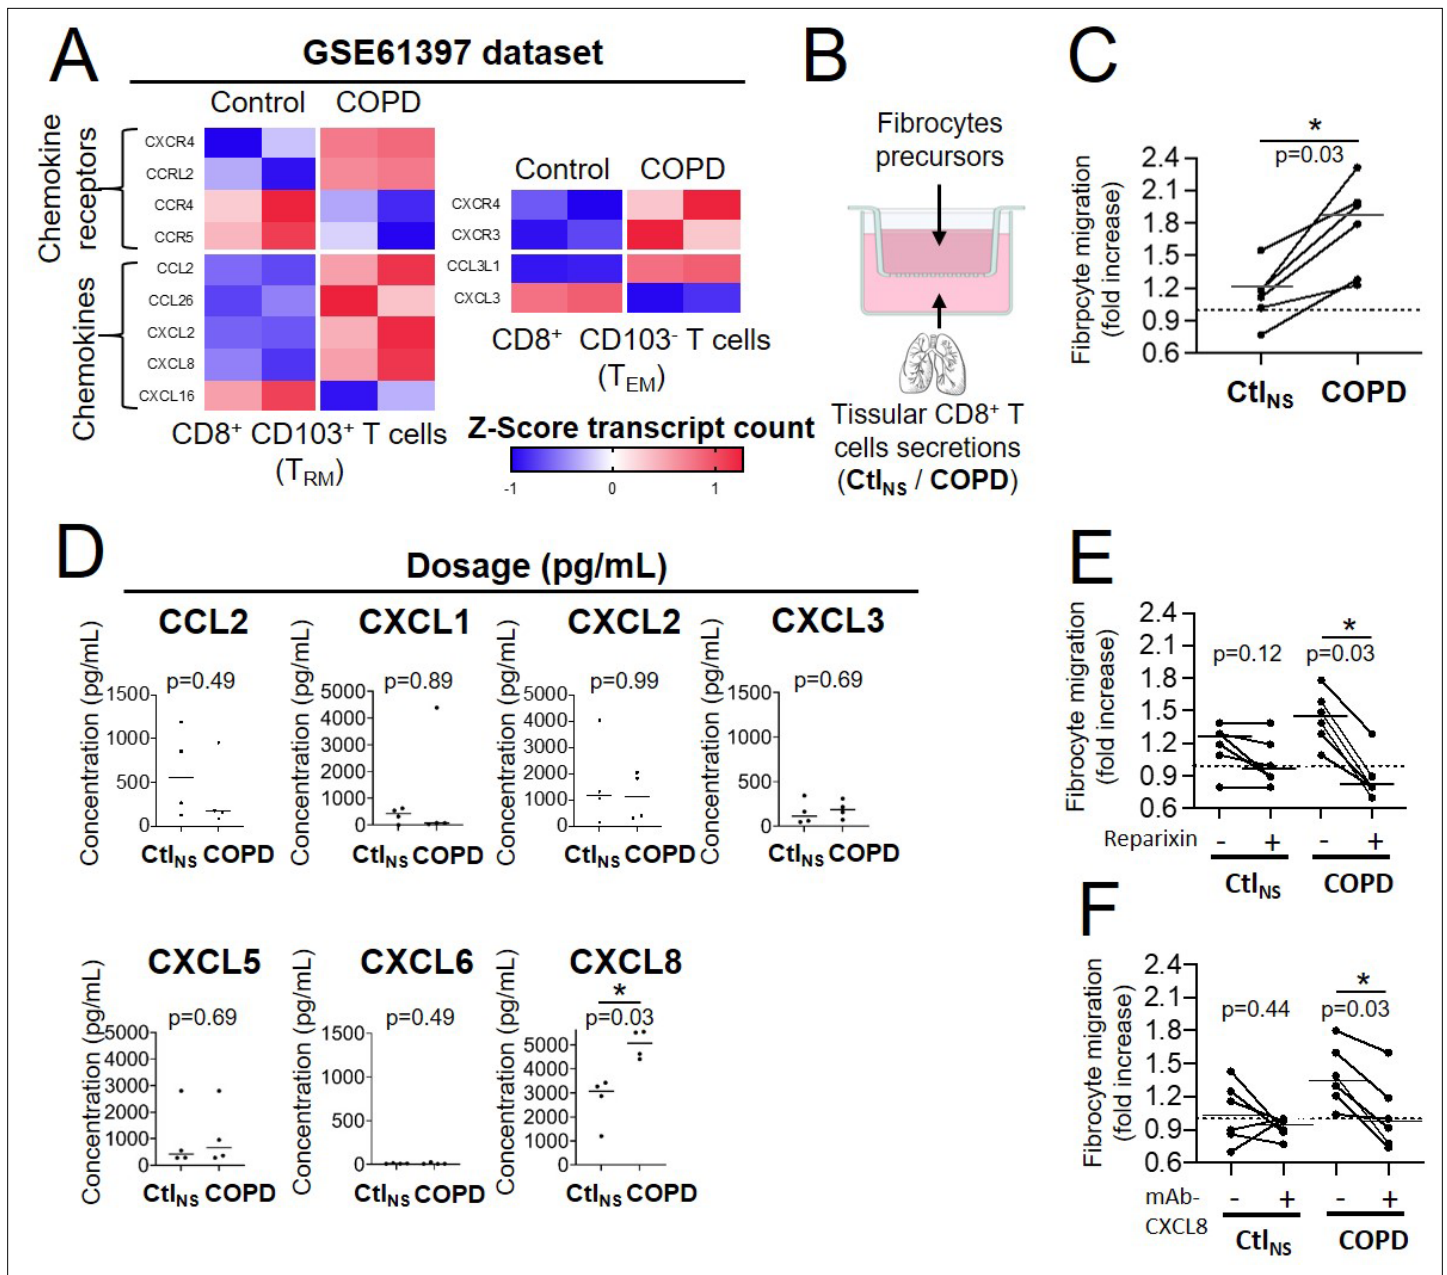 A
GSE61397 dataset
Control COPD
Chemokine receptors
CXCR4
CCRL2
CCR4
CCR5
Chemokines
CCL2
CCL26
CXCL2
CXCL8
CXCL16
CD8+ CD103+ T cells
(TRM)
Control COPD
CXCR4
CXCR3
CCL3L1
CXCL3
CD8+ CD103- T cells
(TEM)
Z-Score transcript count
-1 0 1
B
Fibrocytes
precursors
Tissular CD8+ T
cells secretions
(CtlNS / COPD)
C
Fibrpcyte migration
(fold increase)
*
p=0.03
2.4
2.1
1.8
1.5
1.2
0.9
0.6
CtlNS COPD
D
Dosage (pg/mL)
CCL2
Concentration (pg/mL)
p=0.49
1500
1000
500
0
CtlNS COPD
CXCL1
Concentration (pg/mL)
p=0.89
5000
4000
3000
2000
1000
0
CtlNS COPD
CXCL2
Concentration (pg/mL)
p=0.99
5000
4000
3000
2000
1000
0
CtlNS COPD
CXCL3
Concentration (pg/mL)
p=0.69
1500
1000
500
0
CtlNS COPD
CXCL5
Concentration (pg/mL)
p=0.69
5000
4000
3000
2000
1000
0
CtlNS COPD
CXCL6
Concentration (pg/mL)
p=0.49
1500
1000
500
0
CtlNS COPD
CXCL8
Concentration (pg/mL)
*
p=0.03
5000
4000
3000
2000
1000
0
CtlNS COPD
E
Fibrocyte migration
(fold increase)
2.4
2.1
1.8
1.5
1.2
0.9
0.6
p=0.12
*
p=0.03
Reparixin - + - +
CtlNS COPD
F
Fibrocyte migration
(fold increase)
2.4
2.1
1.8
1.5
1.2
0.9
0.6
p=0.44
*
p=0.03
mAb-
CXCL8
- + - +
CtlNS COPD